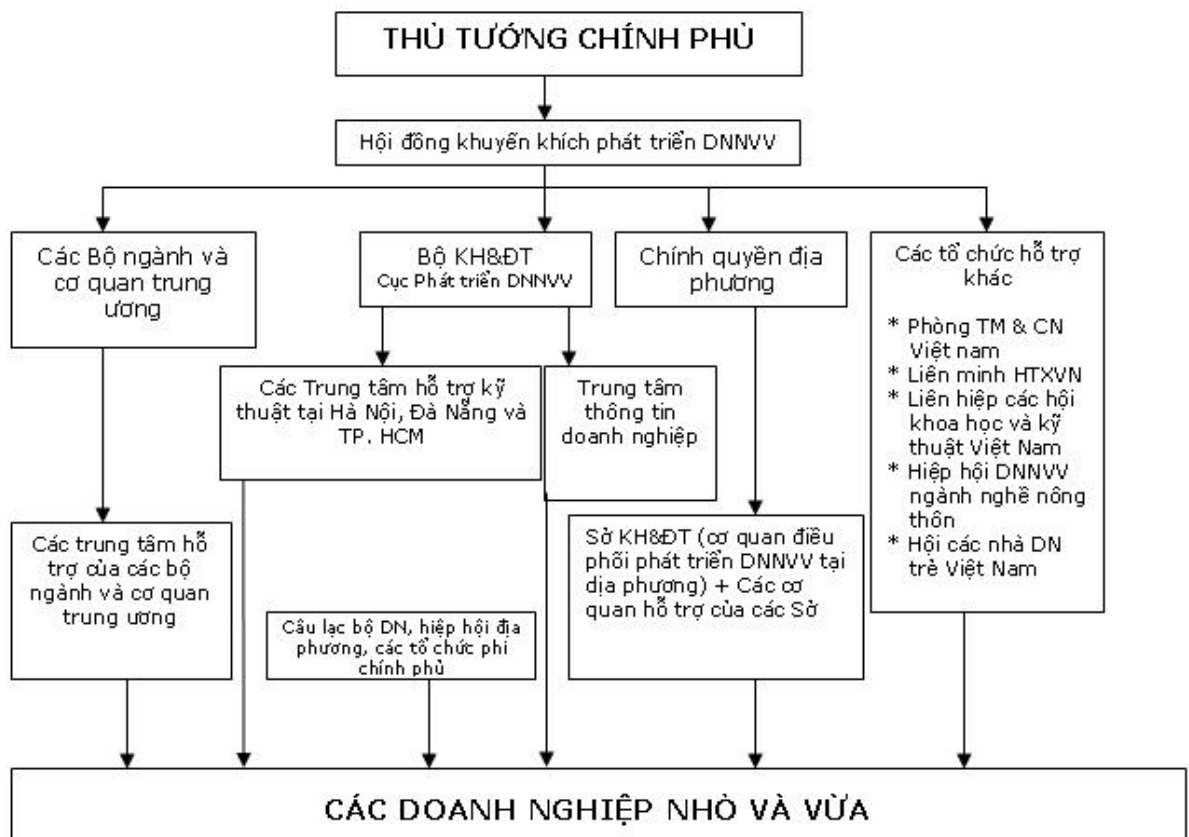 THỦ TƯỚNG CHÍNH PHỦ
Hội đồng khuyến khích phát triển DNNVV
Các Bộ ngành và
cơ quan trung
ương
Bộ KH&ĐT
Cục Phát triển DNNVV
Chính quyền địa
phương
Các tổ chức hỗ trợ
khác
* Phòng TM & CN
Việt nam
* Liên minh HTXVN
* Liên hiệp các hội
khoa học và kỹ
thuật Việt Nam
* Hiệp hội DNNVV
ngành nghề nông
thôn
* Hội các nhà DN
trẻ Việt Nam
Các Trung tâm hỗ trợ kỹ
thuật tại Hà Nội, Đà Nẵng và
TP. HCM
Trung tâm
thông tin
doanh nghiệp
Các trung tâm hỗ
trợ của các bộ
ngành và cơ quan
trung ương
Câu lạc bộ DN, hiệp hội địa
phương, các tổ chức phi
chính phủ
Sở KH&ĐT (cơ quan điều
phối phát triển DNNVV tại
địa phượng) + Các cơ
quan hỗ trợ của các Sở
CÁC DOANH NGHIỆP NHỎ VÀ VỪA